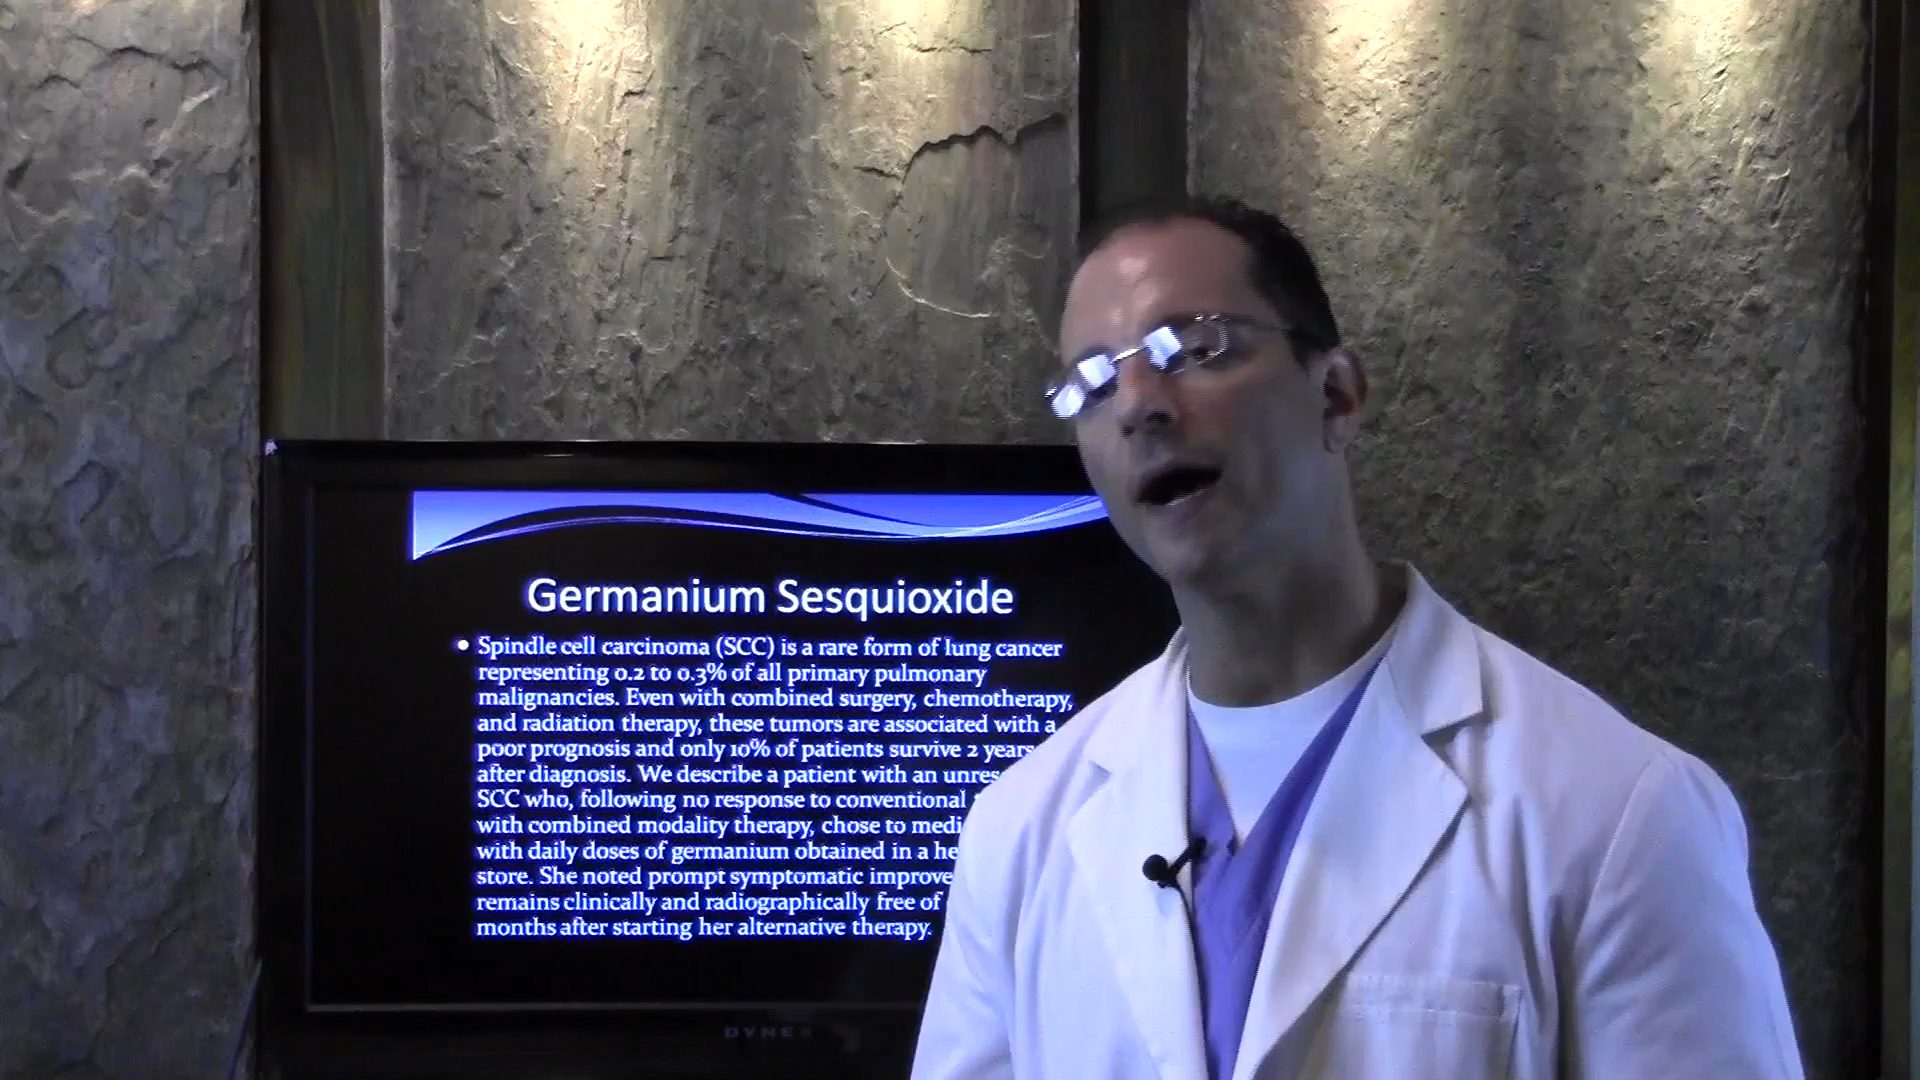 Germanium Sesquioxide
• Spindle cell carcinoma (SCC) is a rare form of lung cancer
representing 0.2 to 0.3% of all primary pulmonary
malignancies. Even with combined surgery, chemotherapy,
and radiation therapy, these tumors are associated with a
poor prognosis and only 10% of patients survive 2 years
after diagnosis. We describe a patient with an
SCC who, following no response to conventional
with combined modality therapy, chose to
with daily doses of germanium obtained in a
store. She noted prompt symptomatic
remains clinically and radiographically free of
months after starting her alternative therapy.